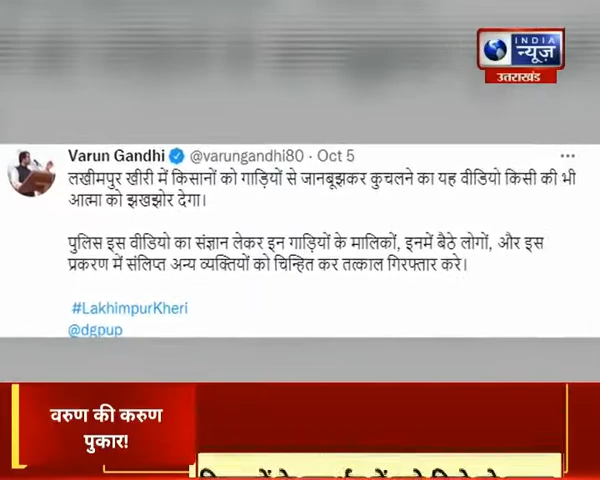 INDIA
न्यूज़
उत्तराखंड
Varun Gandhi @varungandhi80 · Oct 5 ...
लखीमपुर खीरी में किसानों को गाड़ियों से जानबूझकर कुचलने का यह वीडियो किसी की भी
आत्मा को झखझोर देगा।
पुलिस इस वीडियो का संज्ञान लेकर इन गाड़ियों के मालिकों, इनमें बैठे लोगों, और इस
प्रकरण में संलिप्त अन्य व्यक्तियों को चिन्हित कर तत्काल गिरफ्तार करे।
#LakhimpurKheri
@dgpup
वरुण की करुण
पुकार!